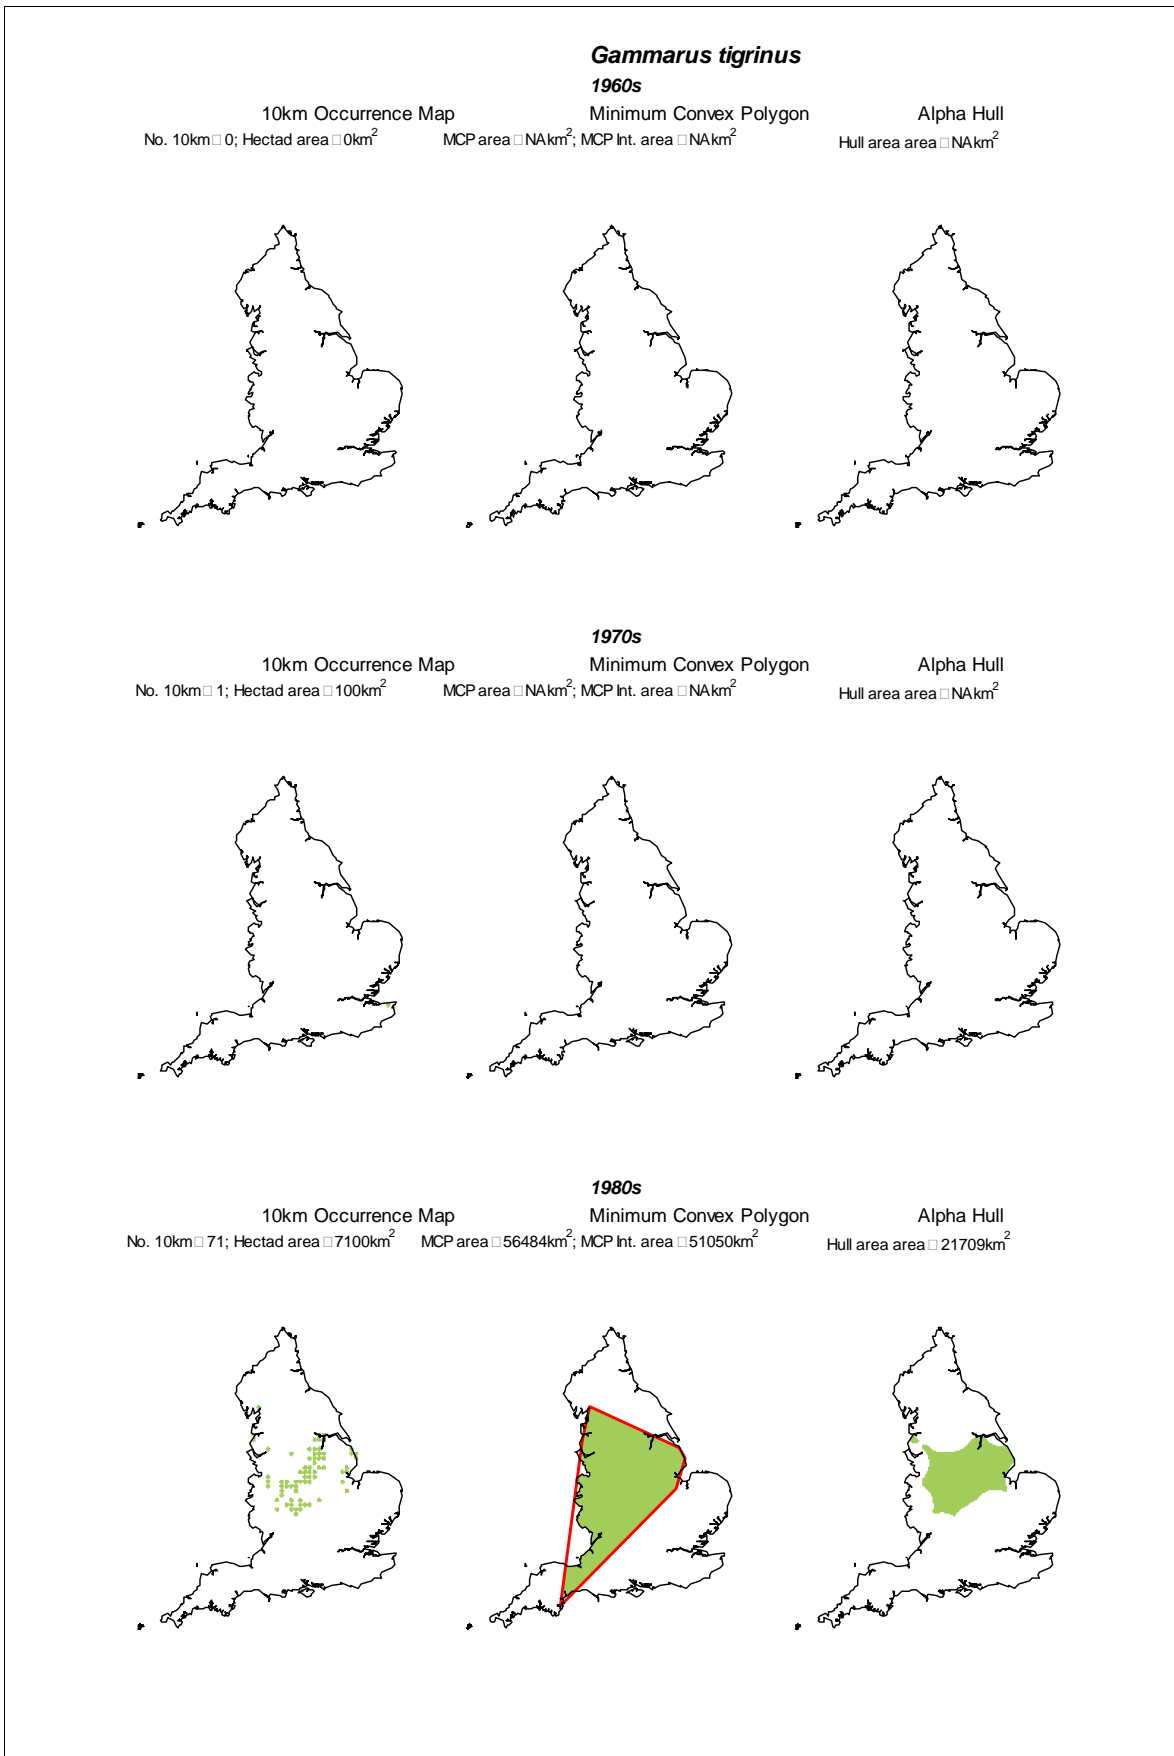 Gammarus tigrinus
1960s
10km Occurrence Map Minimum Convex Polygon Alpha Hull
No. 10km□0; Hectad area□0km² MCP area□NAkm²; MCP Int. area□NAkm² Hull area area□NAkm²
1970s
10km Occurrence Map Minimum Convex Polygon Alpha Hull
No. 10km□1; Hectad area□100km² MCP area□NAkm²; MCP Int. area□NAkm² Hull area area□NAkm²
1980s
10km Occurrence Map Minimum Convex Polygon Alpha Hull
No. 10km□71; Hectad area□7100km² MCP area□56484km²; MCP Int. area□51050km² Hull area area□21709km²